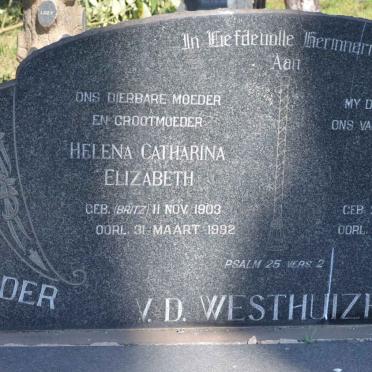 In Liefdevolle Herinner
Aan
ONS DIERBARE MOEDER
EN GROOTMOEDER
HELENA CATHARINA
ELIZABETH
GEB. (BRITZ) 11 NOV. 1903
OORL. 31 MAART 1992
MY D
ONS VA
GEB. 
OORL.
PSALM 25 VERS 2
DER
V.D. WESTHUIZ